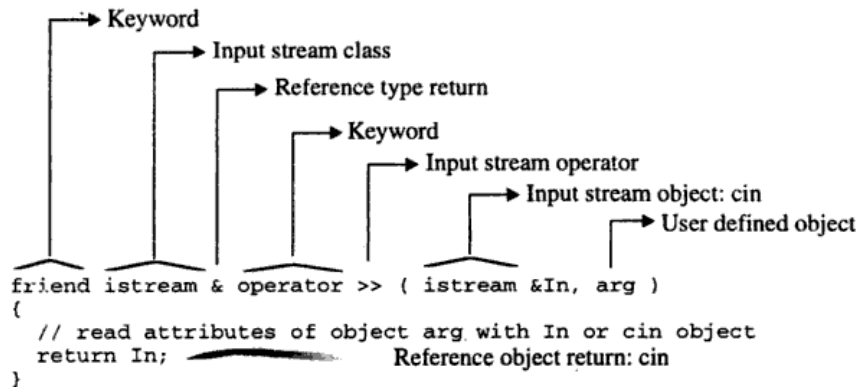 Keyword
Input stream class
Reference type return
Keyword
Input stream operator
Input stream object: cin
User defined object
friend istream & operator >> ( istream &In, arg )
{
// read attributes of object arg with In or cin object
return In; Reference object return: cin
}